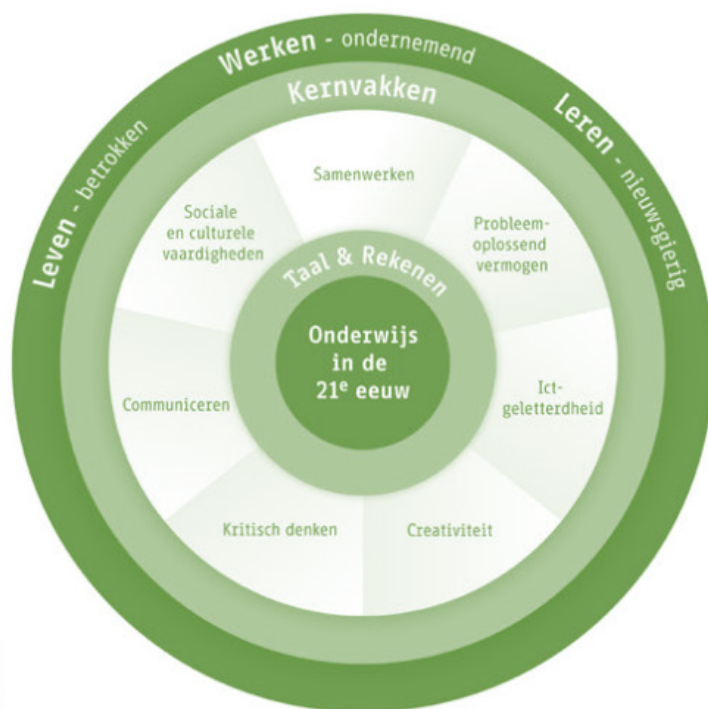 Werken - ondernemend
Leven - betrokken
Leren - nieuwsgierig
Kernvakken
Samenwerken
Sociale
en culturele
vaardigheden
Probleem-
oplossend
vermogen
Taal & Rekenen
Onderwijs
in de
21e eeuw
Communiceren
Ict-
geletterdheid
Kritisch denken
Creativiteit